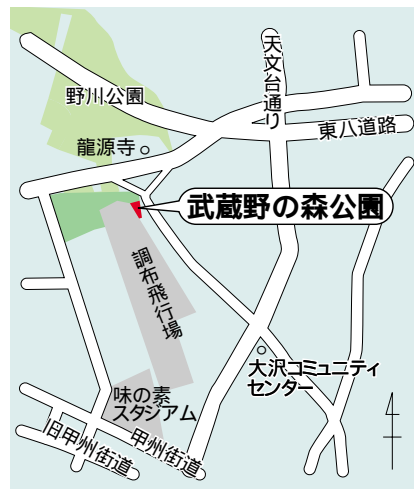 天文台通り
野川公園
東八道路
龍源寺
武蔵野の森公園
調布飛行場
大沢コミュニティ
センター
味の素
スタジアム
甲州街道
旧甲州街道